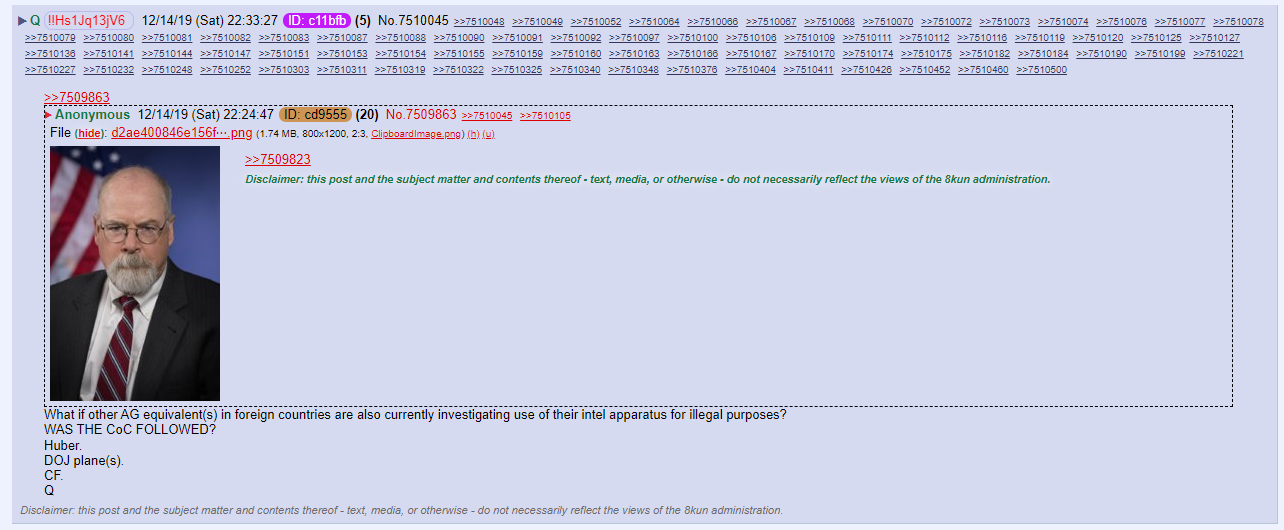 ▶ Q !!Hs1Jq13jV6 12/14/19 (Sat) 22:33:27 ID: c11bfb (5) No.7510045 >>7510048 >>7510049 >>7510052 >>7510064 >>7510066 >>7510067 >>7510068 >>7510070 >>7510072 >>7510073 >>7510074 >>7510076 >>7510077 >>7510078
>>7510079 >>7510080 >>7510081 >>7510082 >>7510083 >>7510087 >>7510088 >>7510090 >>7510091 >>7510092 >>7510097 >>7510100 >>7510106 >>7510109 >>7510111 >>7510112 >>7510116 >>7510119 >>7510120 >>7510125 >>7510127
>>7510136 >>7510141 >>7510144 >>7510147 >>7510151 >>7510153 >>7510154 >>7510155 >>7510159 >>7510160 >>7510163 >>7510166 >>7510167 >>7510170 >>7510174 >>7510175 >>7510182 >>7510184 >>7510190 >>7510199 >>7510221
>>7510227 >>7510232 >>7510248 >>7510252 >>7510303 >>7510311 >>7510319 >>7510322 >>7510325 >>7510340 >>7510348 >>7510376 >>7510404 >>7510411 >>7510426 >>7510452 >>7510460 >>7510500
>>7509863
▶ Anonymous 12/14/19 (Sat) 22:24:47 ID: cd9555 (20) No.7509863 >>7510045 >>7510105
File (hide): d2ae400846e156f⋯.png (1.74 MB, 800x1200, 2:3, ClipboardImage.png) (h) (u)
>>7509823
Disclaimer: this post and the subject matter and contents thereof - text, media, or otherwise - do not necessarily reflect the views of the 8kun administration.
What if other AG equivalent(s) in foreign countries are also currently investigating use of their intel apparatus for illegal purposes?
WAS THE CoC FOLLOWED?
Huber.
DOJ plane(s).
CF.
Q
Disclaimer: this post and the subject matter and contents thereof - text, media, or otherwise - do not necessarily reflect the views of the 8kun administration.